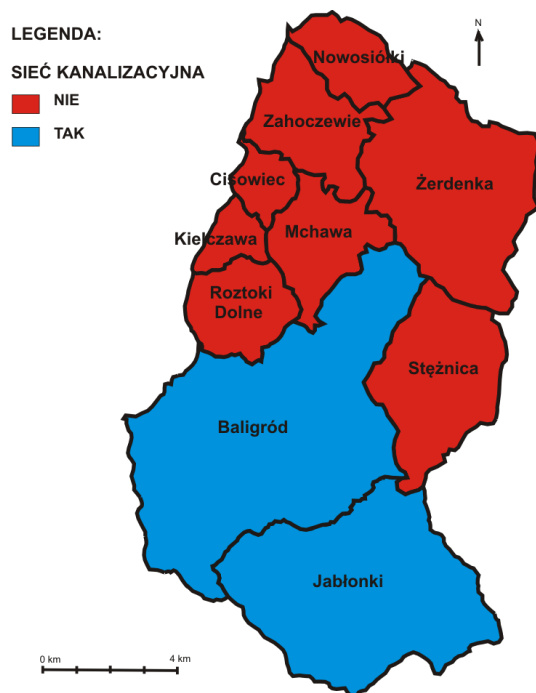 LEGENDA:
SIEĆ KANALIZACYJNA
NIE
TAK
N
Nowosiółki
Zahoczewie
Cisowiec
Żerdenka
Kielczawa
Mchawa
Roztoki
Dolne
Stężnica
Baligród
Jabłonki
0 km
4 km